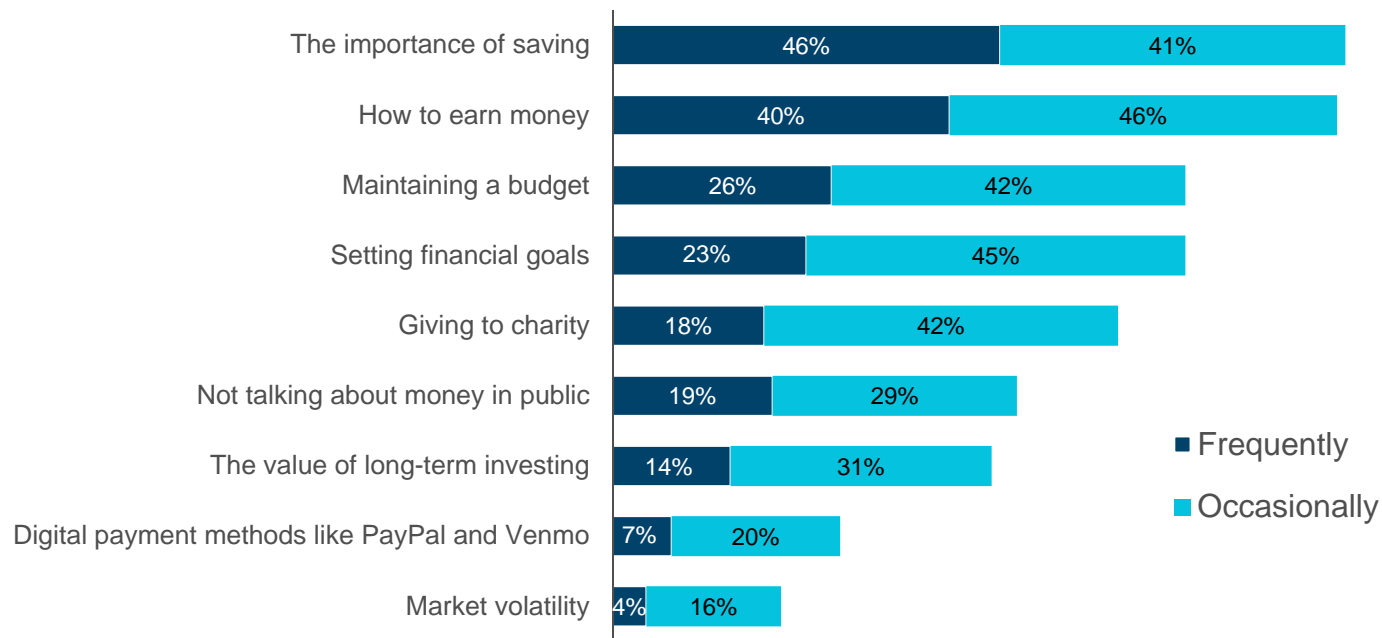 The importance of saving 46% 41%
How to earn money 40% 46%
Maintaining a budget 26% 42%
Setting financial goals 23% 45%
Giving to charity 18% 42%
Not talking about money in public 19% 29%
Frequently
The value of long-term investing 14% 31%
Occasionally
Digital payment methods like PayPal and Venmo 7% 20%
Market volatility 4% 16%